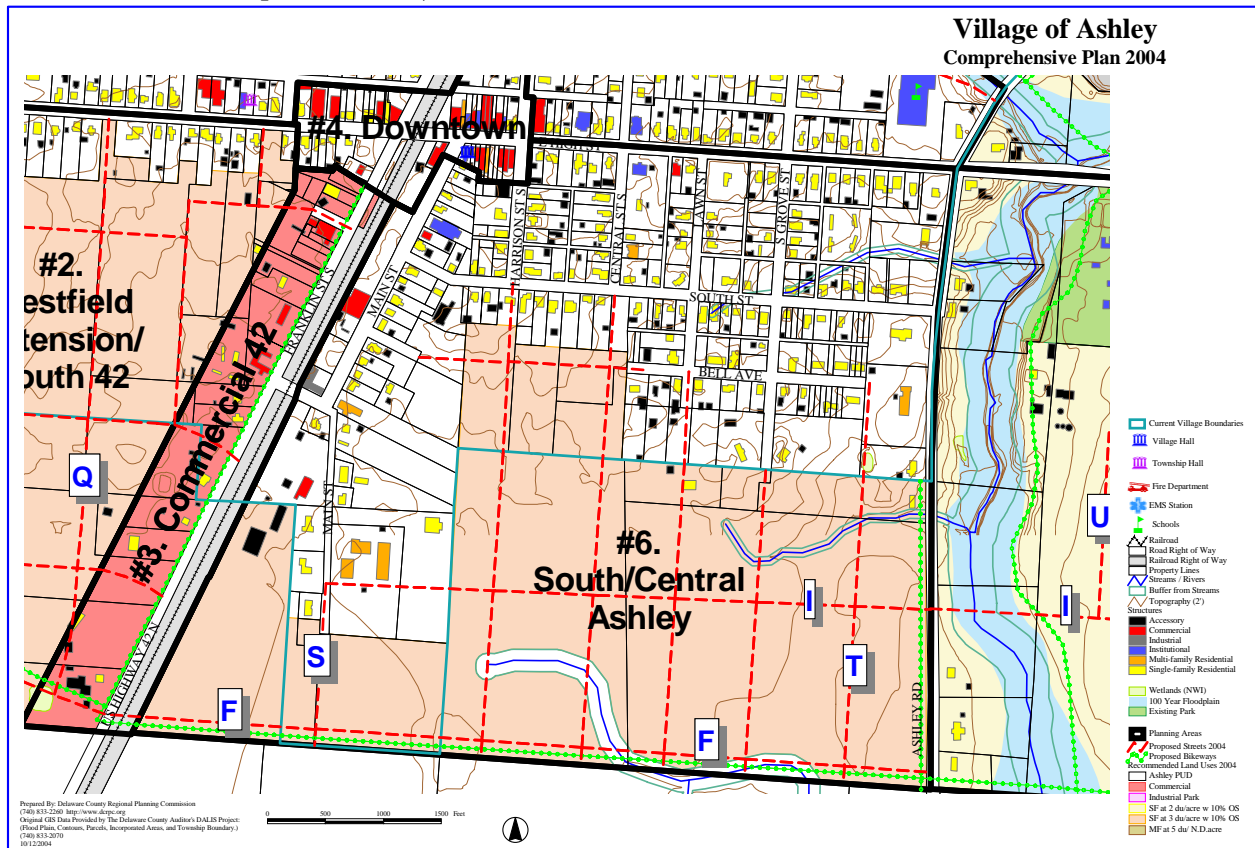 Village of Ashley
Comprehensive Plan 2004
#4. Downtown
E HIGH ST
HARRISON ST S
CENTRAL ST S
LAWN ST
S GROVE ST
#2.
estfield
tension/
outh 42
MAIN ST
FRANKLIN ST S
#3. Commercial 42
SOUTH ST
BELL AVE
Q
MAIN ST
#6.
South/Central
Ashley
U
I
I
S
T
F
F
US HIGHWAY 42 N
ASHLEY RD
Current Village Boundaries
Village Hall
Township Hall
Fire Department
EMS Station
Schools
Railroad
Road Right of Way
Railroad Right of Way
Property Lines
Streams / Rivers
Buffer from Streams
Topography (2')
Structures
Accessory
Commercial
Industrial
Institutional
Multi-family Residential
Single-family Residential
Wetlands (NWI)
100 Year Floodplain
Existing Park
Planning Areas
Proposed Streets 2004
Proposed Bikeways
Recommended Land Uses 2004
Ashley PUD
Commercial
Industrial Park
SF at 2 du/acre w 10% OS
SF at 3 du/acre w 10% OS
MF at 5 du/ N.D.acre
Prepared By: Delaware County Regional Planning Commission
(740) 833-2260 http://www.dcrpc.org
Original GIS Data Provided by The Delaware County Auditor's DALIS Project:
(Flood Plain, Contours, Parcels, Incorporated Areas, and Township Boundary.)
(740) 833-2070
10/12/2004
0 500 1000 1500 Feet